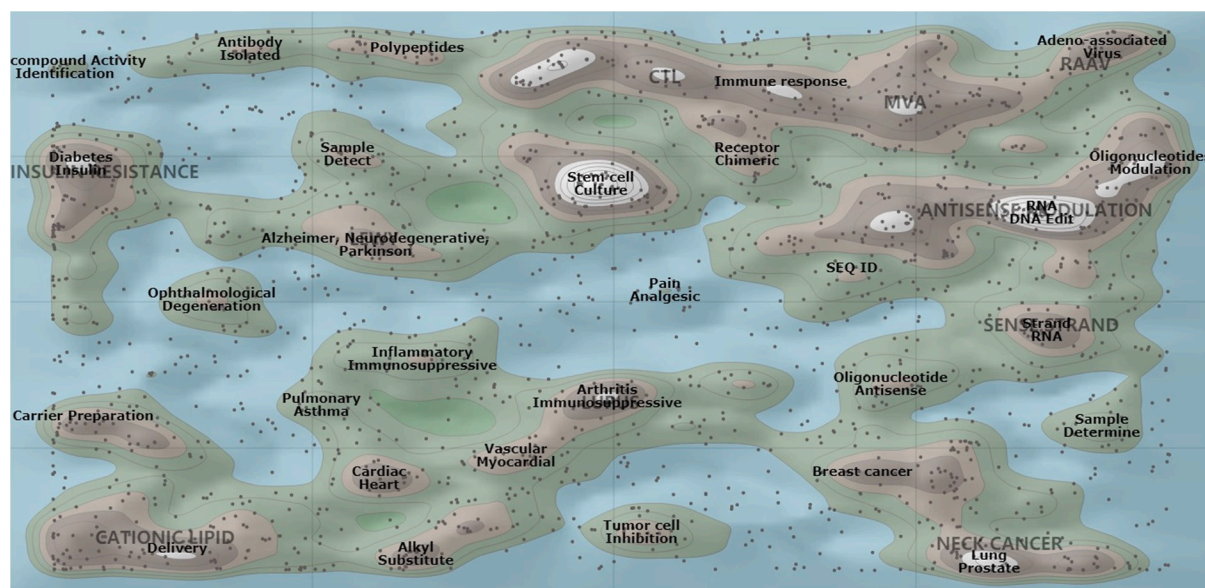 Antibody
Isolated
Polypeptides
compound Activity
Identification
CTL
Immune response
MVA
Adeno-associated
Virus
RAAV
Diabetes
Insulin
INSULIN RESISTANCE
Sample
Detect
Stem cell
Culture
Receptor
Chimeric
Oligonucleotides
Modulation
ANTISENSE MODULATION
RNA
DNA Edit
Alzheimer, Neurodegenerative,
Parkinson
SEQ ID
Pain
Analgesic
Ophthalmological
Degeneration
SENSE STRAND
Strand
RNA
Inflammatory
Immunosuppressive
Pulmonary
Asthma
Arthritis
Immunosuppressive
Oligonucleotide
Antisense
Carrier Preparation
Sample
Determine
Vascular
Myocardial
Cardiac
Heart
Breast cancer
CATIONIC LIPID
Delivery
Alkyl
Substitute
Tumor cell
Inhibition
NECK CANCER
Lung
Prostate